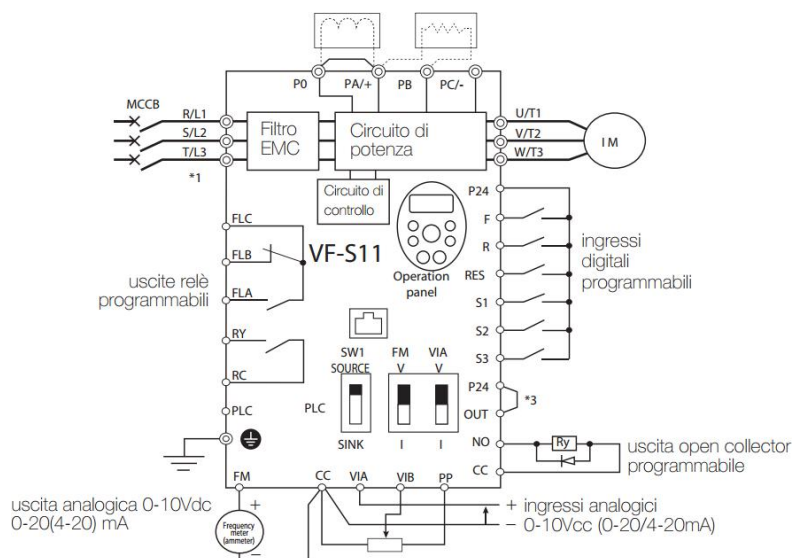 P0 PA/+ PB PC/-
MCCB
R/L1
S/L2
T/L3
*1
Filtro
EMC
Circuito di
potenza
U/T1
V/T2
W/T3
IM
Circuito di
controllo
P24
F
R
RES
S1
S2
S3
ingressi
digitali
programmabili
FLC
FLB
FLA
uscite relè
programmabili
VF-S11
Operation
panel
RY
RC
PLC
SW1
SOURCE
PLC
SINK
FM
V
I
VIA
V
I
P24
OUT
*3
NO
CC
Ry
uscita open collector
programmabile
FM CC VIA VIB PP
uscita analogica 0-10Vdc
0-20(4-20) mA
+
Frequency
meter
(ammeter)
−
+ ingressi analogici
− 0-10Vcc (0-20/4-20mA)